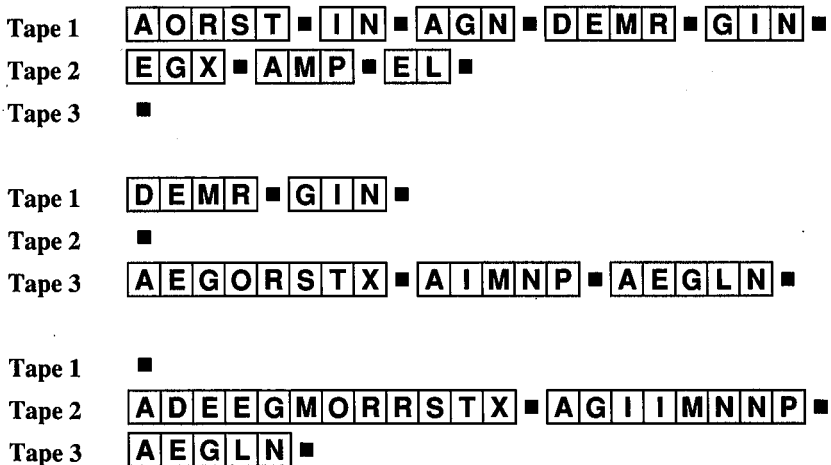 Tape 1 AORST ■ IN ■ AGN ■ DEMR ■ GIN ■
Tape 2 EGX ■ AMP ■ EL ■
Tape 3 ■
Tape 1 DEMR ■ GIN ■
Tape 2 ■
Tape 3 AEGORSTX ■ AIMNP ■ AEGLN ■
Tape 1 ■
Tape 2 ADEEGMORRSTX ■ AGIIMNNP ■
Tape 3 AEGLN ■